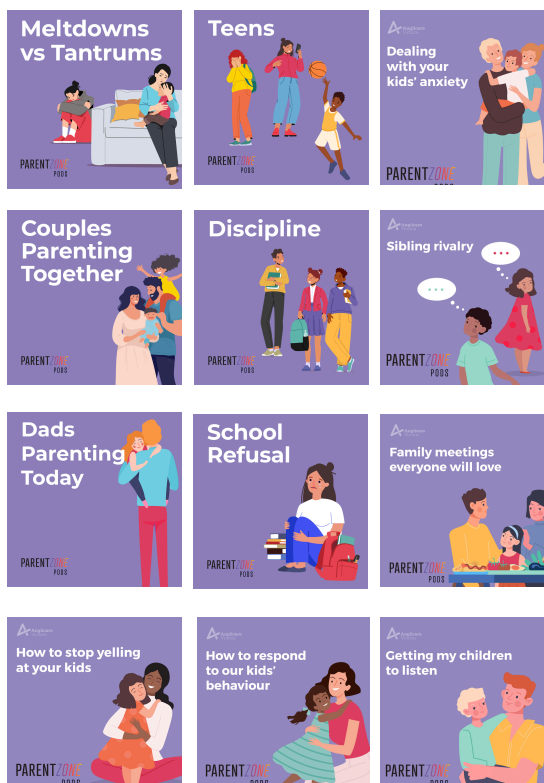 Meltdowns
vs Tantrums
PARENTZONE
PODS
Teens
PARENTZONE
PODS
Dealing
with your
kids' anxiety
PARENTZONE
PODS
Couples
Parenting
Together
PARENTZONE
PODS
Discipline
PARENTZONE
PODS
Sibling rivalry
PARENTZONE
PODS
Dads
Parenting
Today
PARENTZONE
PODS
School
Refusal
PARENTZONE
PODS
Family meetings
everyone will love
PARENTZONE
PODS
How to stop yelling
at your kids
PARENTZONE
PODS
How to respond
to our kids'
behaviour
PARENTZONE
PODS
Getting my children
to listen
PARENTZONE
PODS